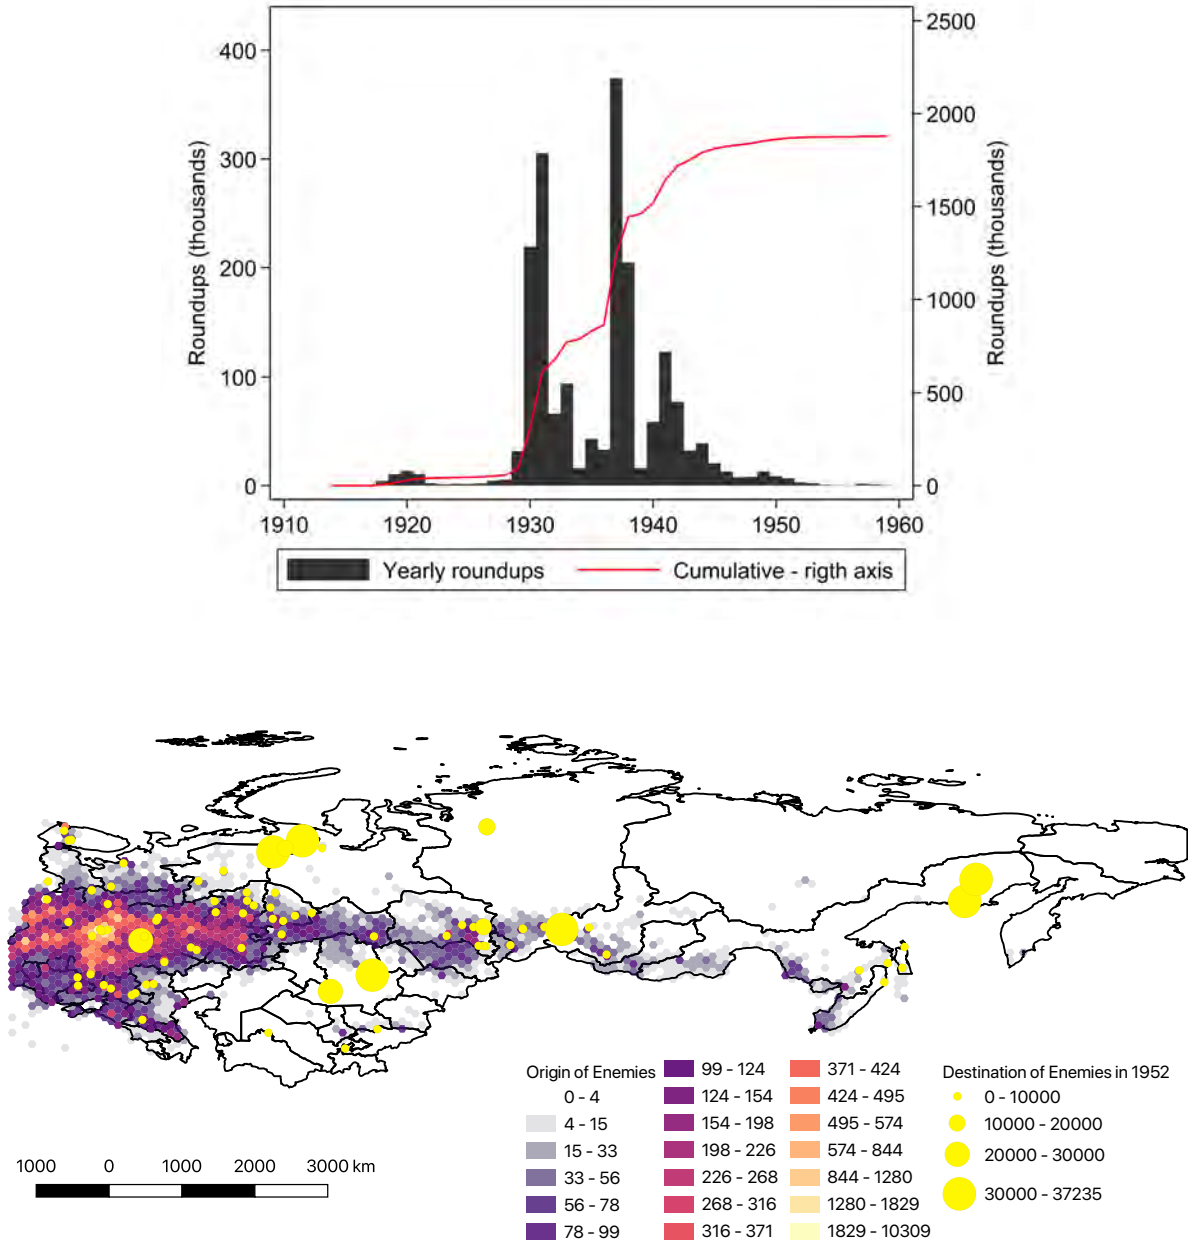 400
300
200
100
0
Roundups (thousands)
2500
2000
1500
1000
500
0
Roundups (thousands)
1910 1920 1930 1940 1950 1960
Yearly roundups Cumulative - rigth axis
Origin of Enemies
0 - 4
4 - 15
15 - 33
33 - 56
56 - 78
78 - 99
99 - 124
124 - 154
154 - 198
198 - 226
226 - 268
268 - 316
316 - 371
371 - 424
424 - 495
495 - 574
574 - 844
844 - 1280
1280 - 1829
1829 - 10309
Destination of Enemies in 1952
0 - 10000
10000 - 20000
20000 - 30000
30000 - 37235
1000 0 1000 2000 3000 km